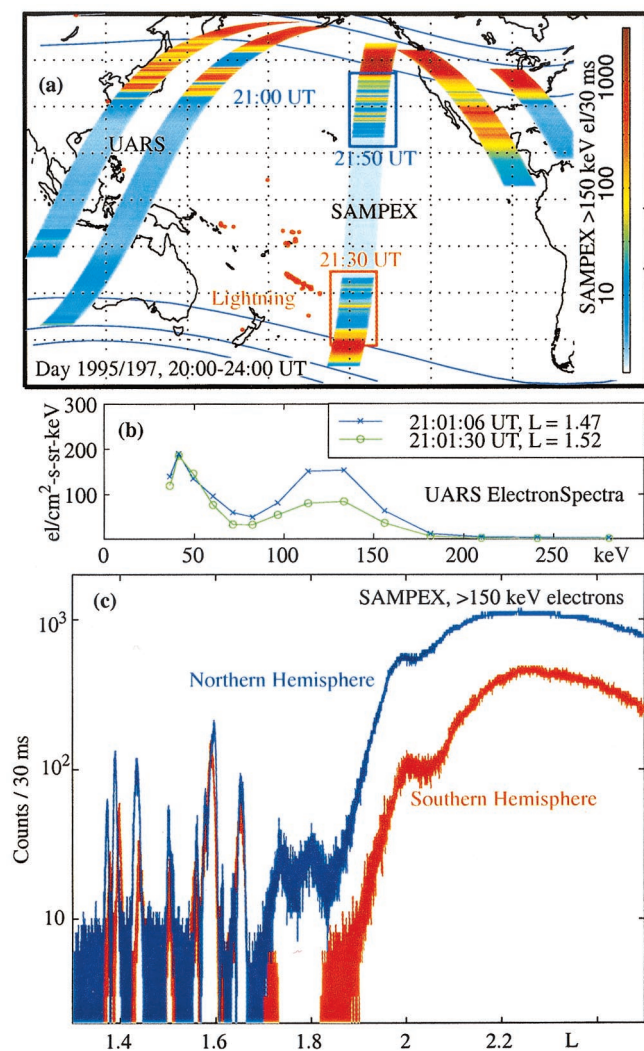 (a)
21:00 UT
UARS
21:50 UT
SAMPEX
21:30 UT
Lightning
Day 1995/197, 20:00-24:00 UT
1000
100
10
SAMPEX >150 keV el/30 ms
(b)
300
200
100
el/cm²-s-sr-keV
21:01:06 UT, L = 1.47
21:01:30 UT, L = 1.52
UARS ElectronSpectra
0 50 100 150 200 250 keV
(c)
SAMPEX, >150 keV electrons
10³
Northern Hemisphere
10²
Southern Hemisphere
10
Counts / 30 ms
1.4 1.6 1.8 2 2.2 L